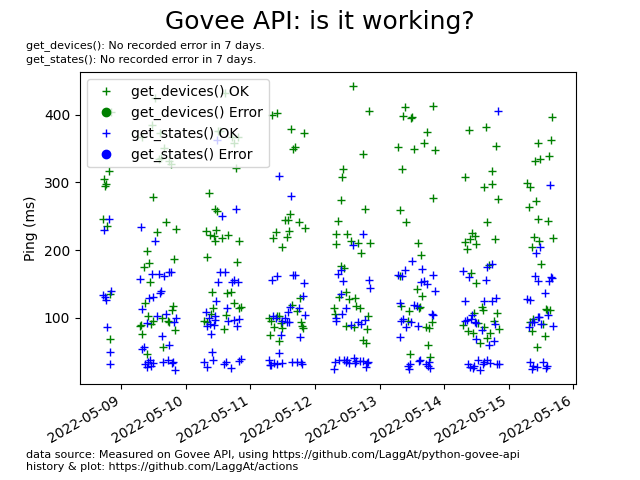 Govee API: is it working?
get_devices(): No recorded error in 7 days.
get_states(): No recorded error in 7 days.
get_devices() OK
get_devices() Error
get_states() OK
get_states() Error
400
300
200
100
Ping (ms)
2022-05-09
2022-05-10
2022-05-11
2022-05-12
2022-05-13
2022-05-14
2022-05-15
2022-05-16
data source: Measured on Govee API, using https://github.com/LaggAt/python-govee-api
history & plot: https://github.com/LaggAt/actions